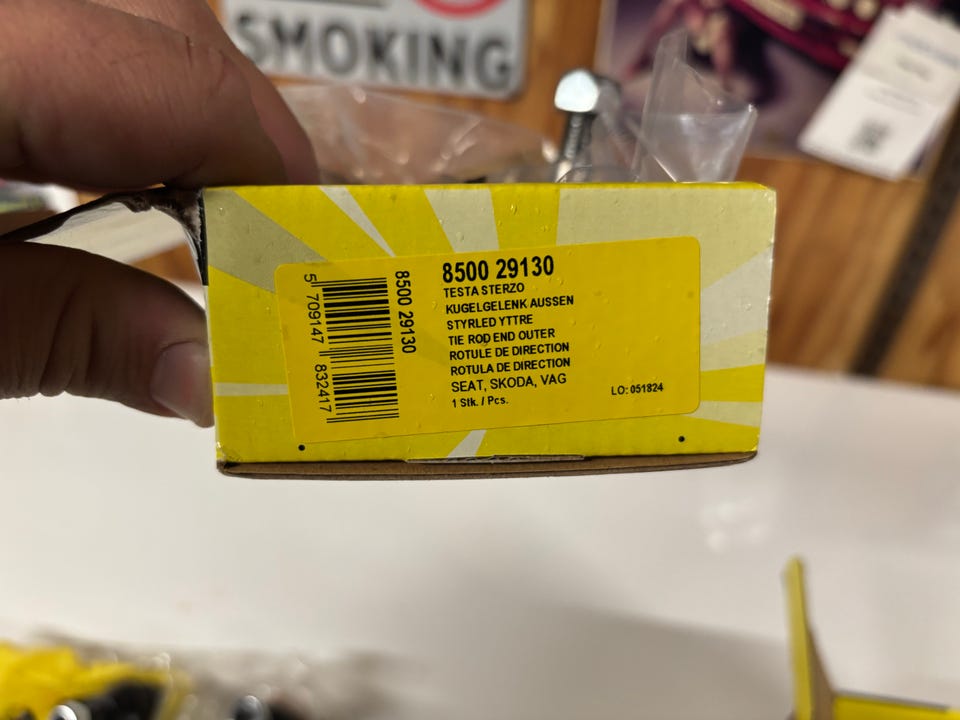 SMOKING
8500 29130
TESTA STERZO
KUGELGELENK AUSSEN
STYRLED YTTRE
TIE ROD END OUTER
ROTULE DE DIRECTION
ROTULA DE DIRECTION
SEAT, SKODA, VAG
1 Stk. / Pcs.
LO: 051824
8500 29130
5 709147 832417